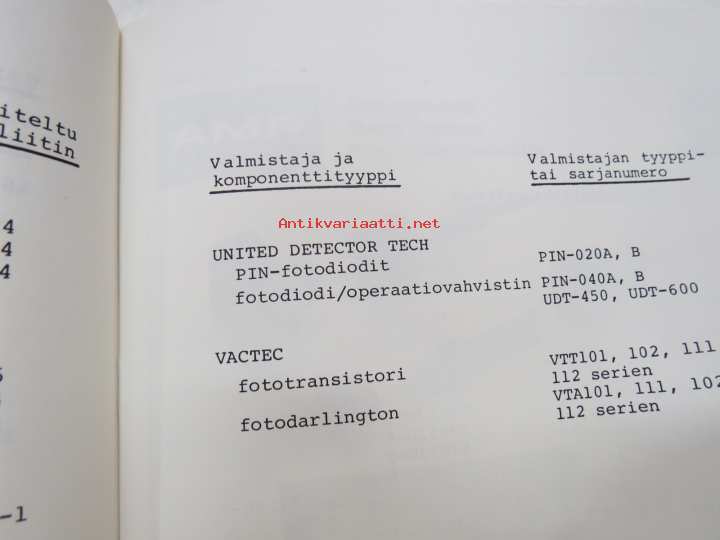 iteltu
liitin
4
4
4
-1
Valmistaja ja Valmistajan tyyppi-
komponenttityyppi tai sarjanumero
Antikvariaatti.net
UNITED DETECTOR TECH
PIN-fotodiodit PIN-020A, B
fotodiodi/operaatiovahvistin PIN-040A, B
UDT-450, UDT-600
VACTEC
fototransistori VTT101, 102, 111
112 serien
fotodarlington VTA101, 111, 102
112 serien